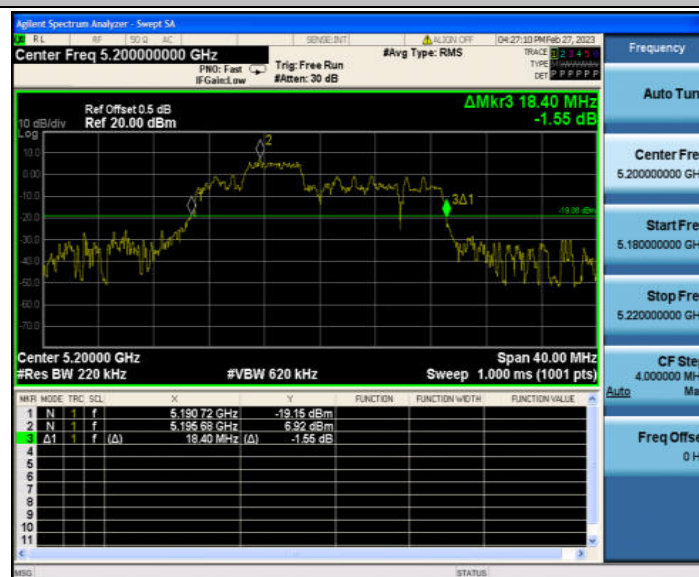 Agilent Spectrum Analyzer - Swept SA
RL RF 50 Ω AC SENSE:INT ALIGN OFF 04:27:10 PM Feb 27, 2023
Center Freq 5.200000000 GHz
PNO: Fast
IFGain:Low
Trig: Free Run
#Atten: 30 dB
#Avg Type: RMS
TRACE 1 2 3 4 5 6
TYPE
DET P P P P P P
Ref Offset 0.5 dB
Ref 20.00 dBm
10 dB/div
Log
ΔMkr3 18.40 MHz
-1.55 dB
10.0
0.00
-10.0
-20.0
-30.0
-40.0
-50.0
-60.0
-70.0
2
3Δ1
Center 5.20000 GHz
Span 40.00 MHz
#Res BW 220 kHz
#VBW 620 kHz
Sweep 1.000 ms (1001 pts)
MKR MODE TRC SCL X Y FUNCTION FUNCTION WIDTH FUNCTION VALUE
1 N 1 f 5.190 72 GHz -19.15 dBm
2 N 1 f 5.195 68 GHz 6.92 dBm
3 Δ1 1 f (Δ) 18.40 MHz (Δ) -1.55 dB
4
5
6
7
8
9
10
11
MSG
STATUS
Frequency
Auto Tun
Center Fre
5.200000000 GH
Start Fre
5.180000000 GH
Stop Fre
5.220000000 GH
CF Ste
4.000000 MH
Auto Ma
Freq Offse
0 H